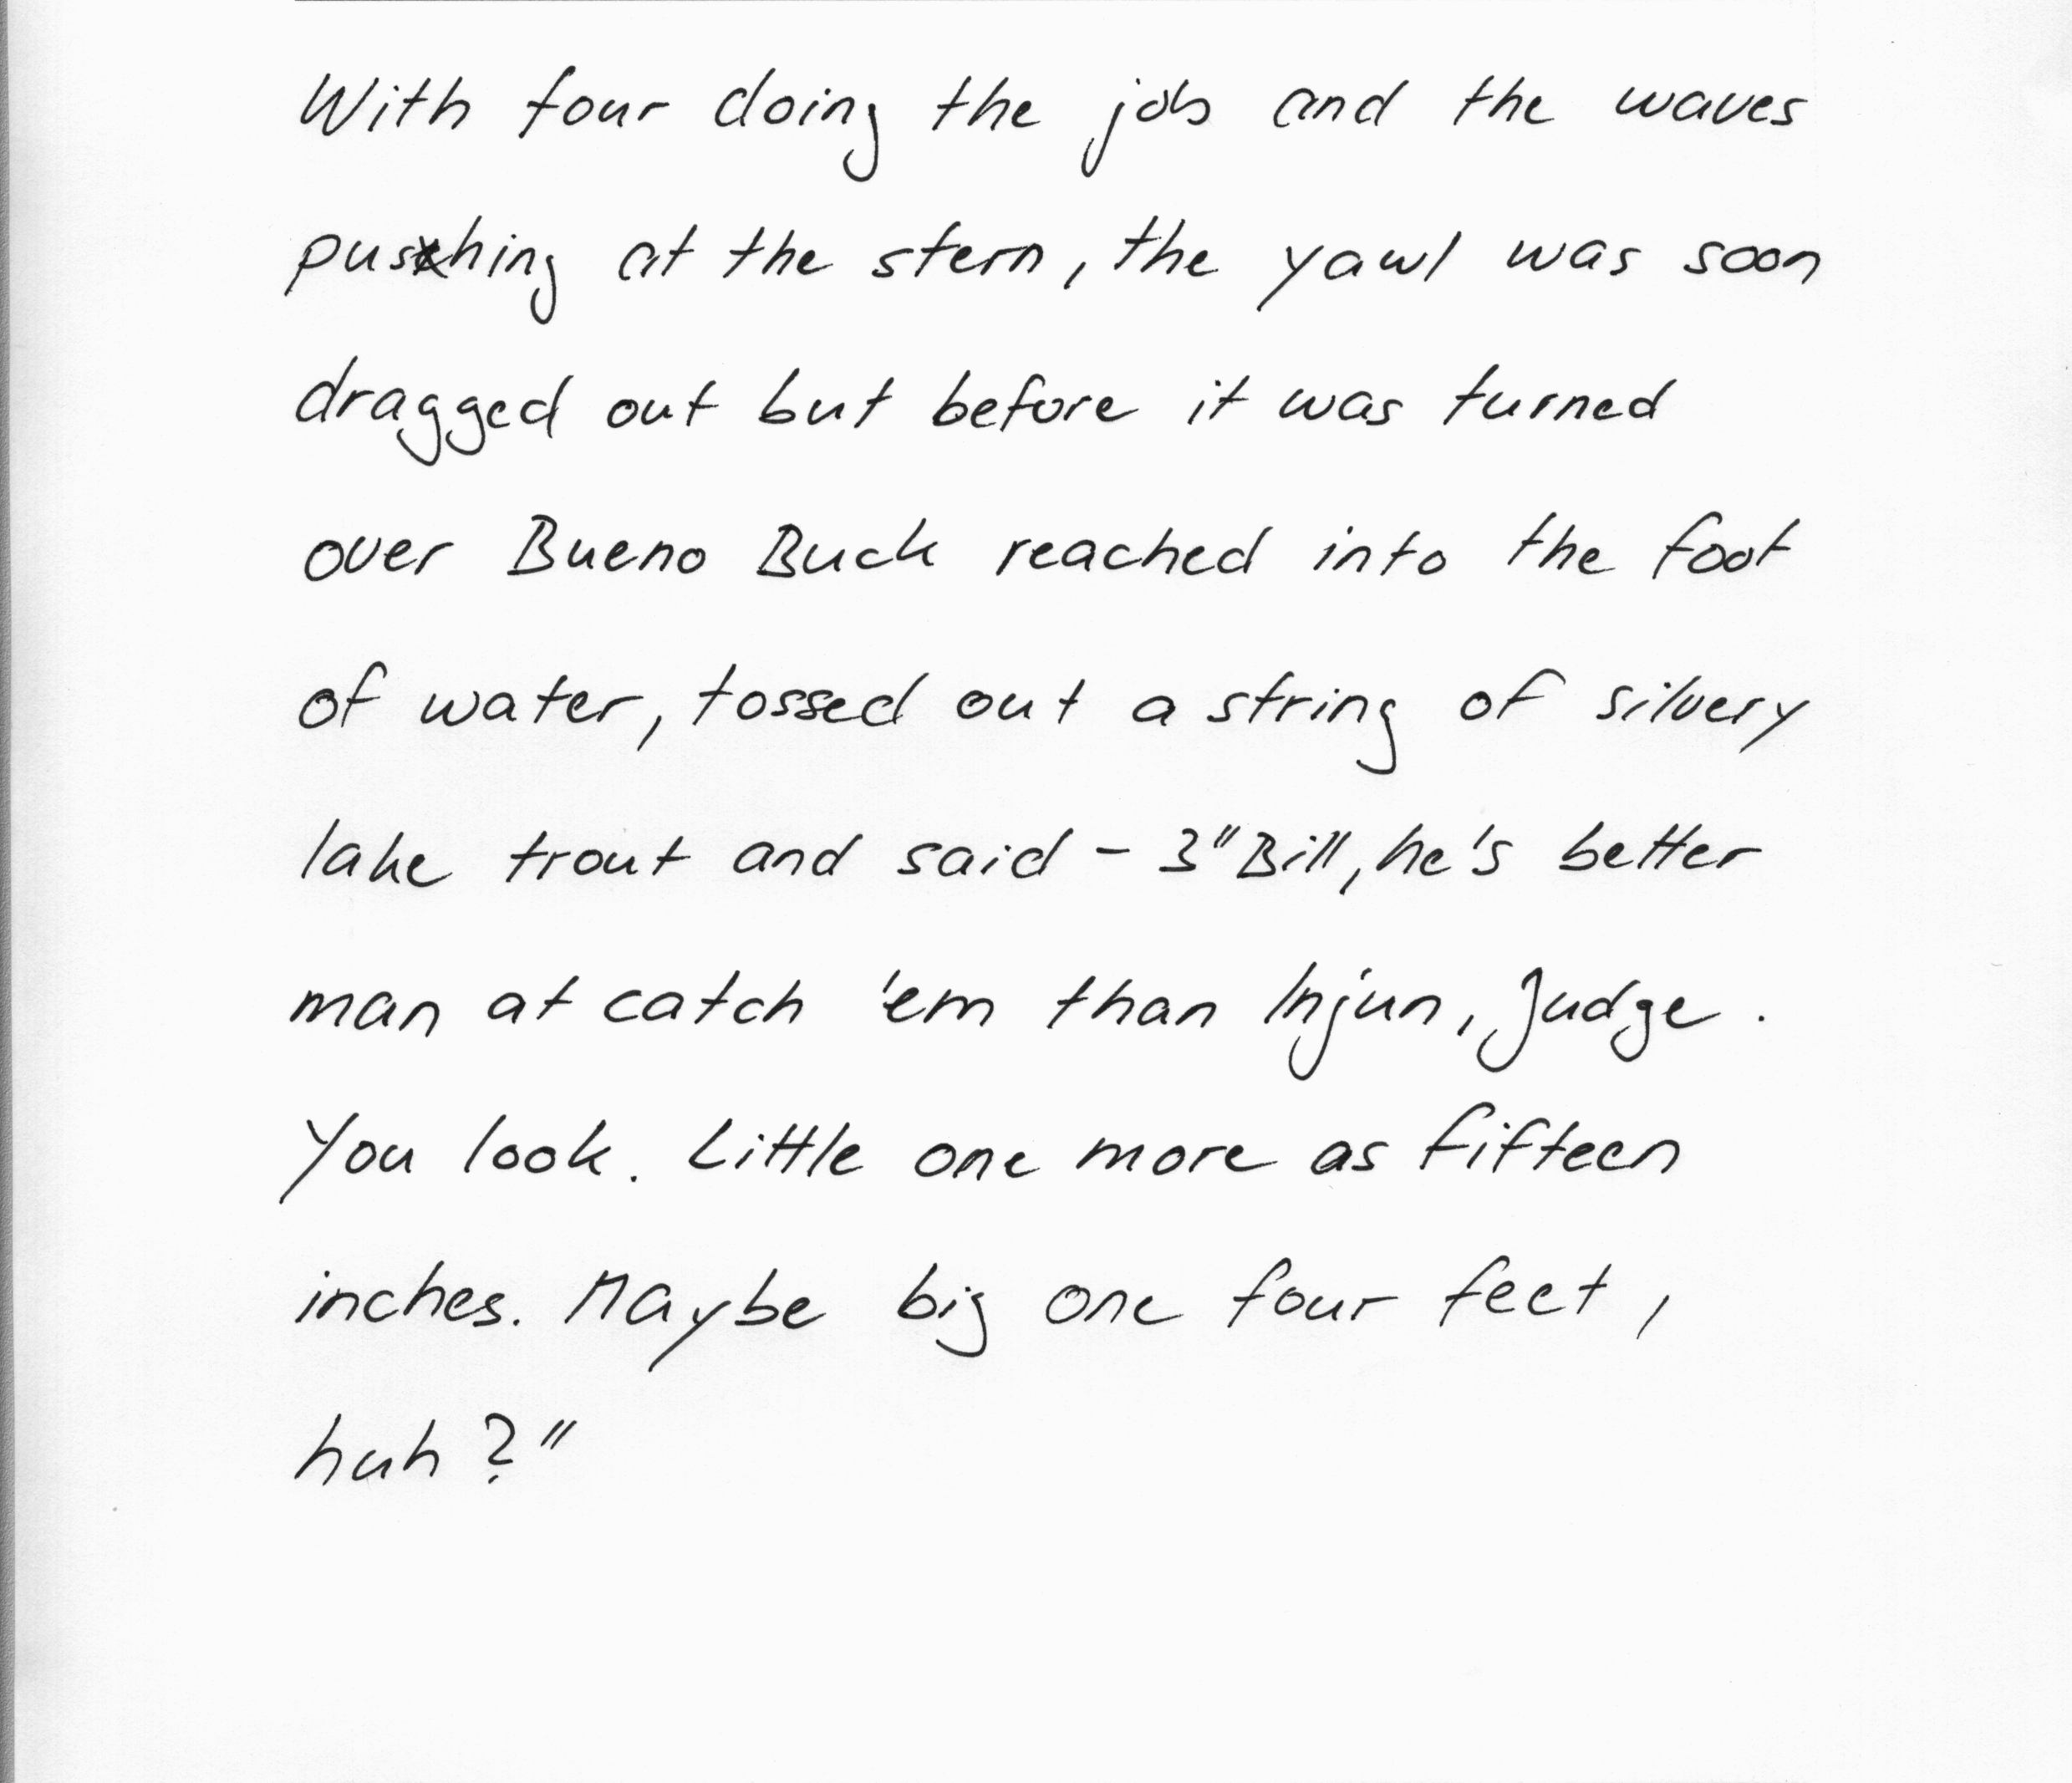 With four doing the job and the waves
pushing at the stern, the yawl was soon
dragged out but before it was turned
over Bueno Buck reached into the foot
of water, tossed out a string of silvery
lake trout and said - 3"Bill, he's better
man at catch 'em than Injun, Judge.
You look. Little one more as fifteen
inches. Maybe big one four feet,
huh?"